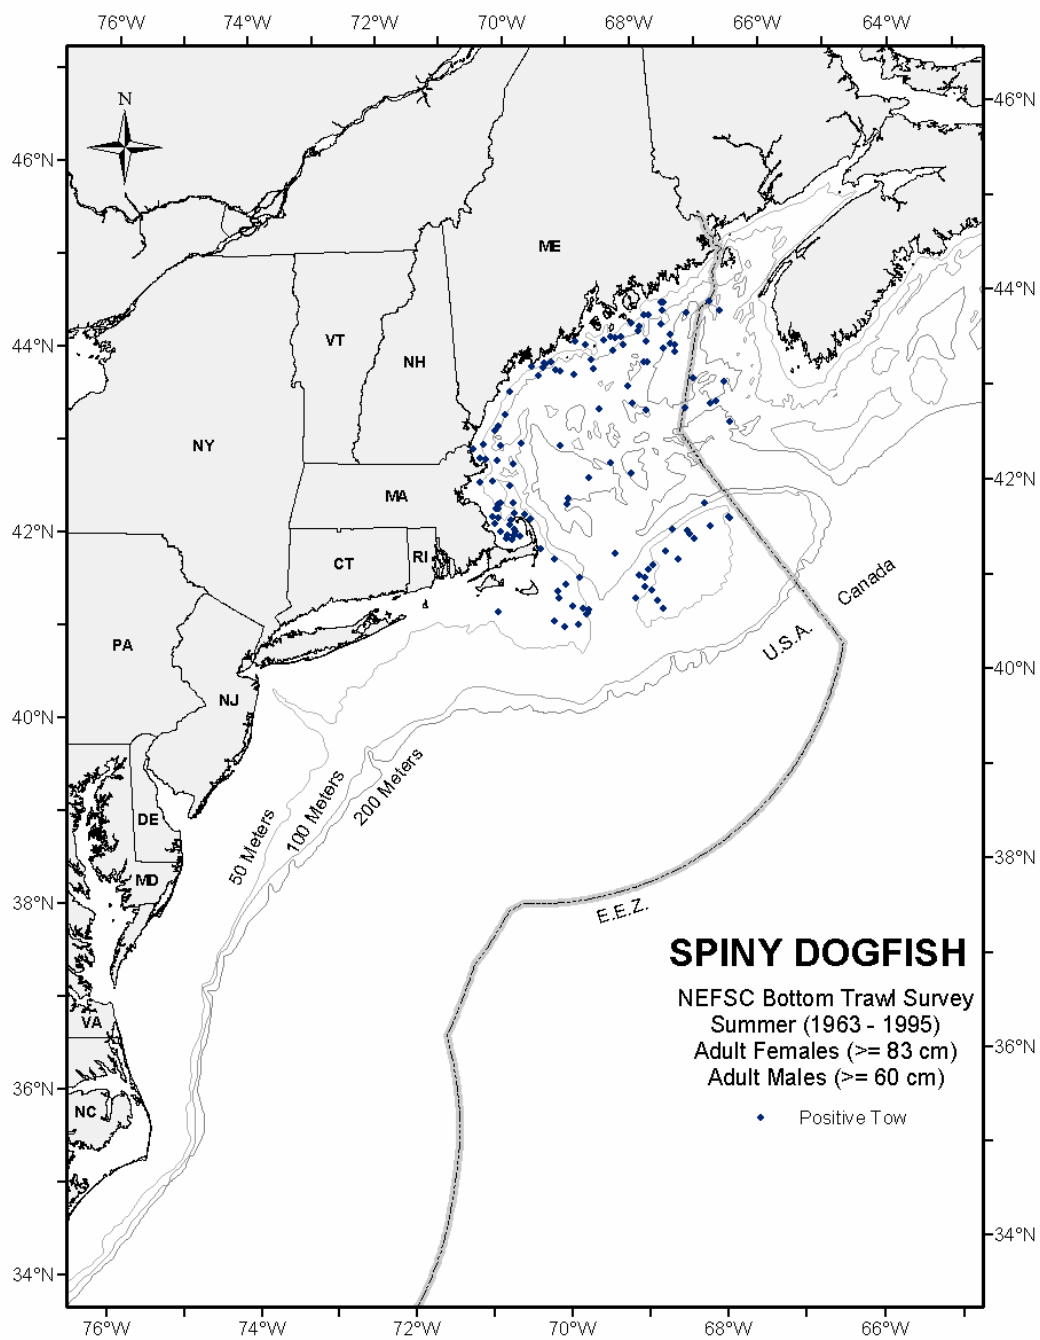 76°W 74°W 72°W 70°W 68°W 66°W 64°W
N
46°N
46°N
ME
44°N
44°N
VT
NH
NY
MA
42°N
42°N
CT
RI
Canada
U.S.A.
PA
40°N
NJ
40°N
50 Meters
100 Meters
200 Meters
DE
38°N
MD
38°N
E.E.Z.
SPINY DOGFISH
NEFSC Bottom Trawl Survey
Summer (1963 - 1995)
Adult Females (>= 83 cm)
Adult Males (>= 60 cm)
Positive Tow
VA
36°N
36°N
NC
34°N
34°N
76°W 74°W 72°W 70°W 68°W 66°W